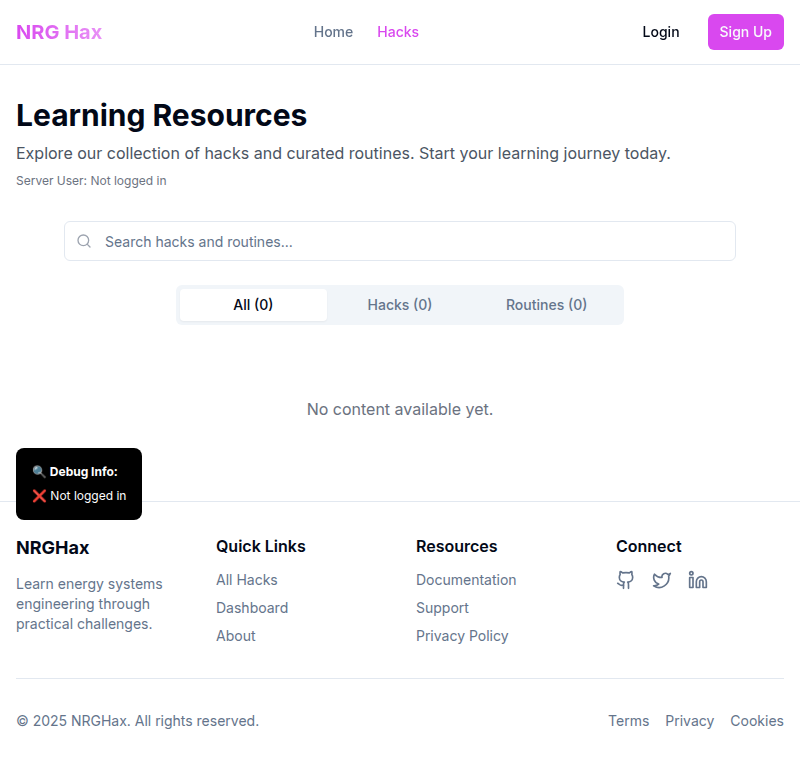 NRG Hax
Home
Hacks
Login
Sign Up
Learning Resources
Explore our collection of hacks and curated routines. Start your learning journey today.
Server User: Not logged in
Search hacks and routines...
All (0)
Hacks (0)
Routines (0)
No content available yet.
🔍 Debug Info:
❌ Not logged in
NRGHax
Learn energy systems
engineering through
practical challenges.
Quick Links
All Hacks
Dashboard
About
Resources
Documentation
Support
Privacy Policy
Connect
© 2025 NRGHax. All rights reserved.
Terms
Privacy
Cookies